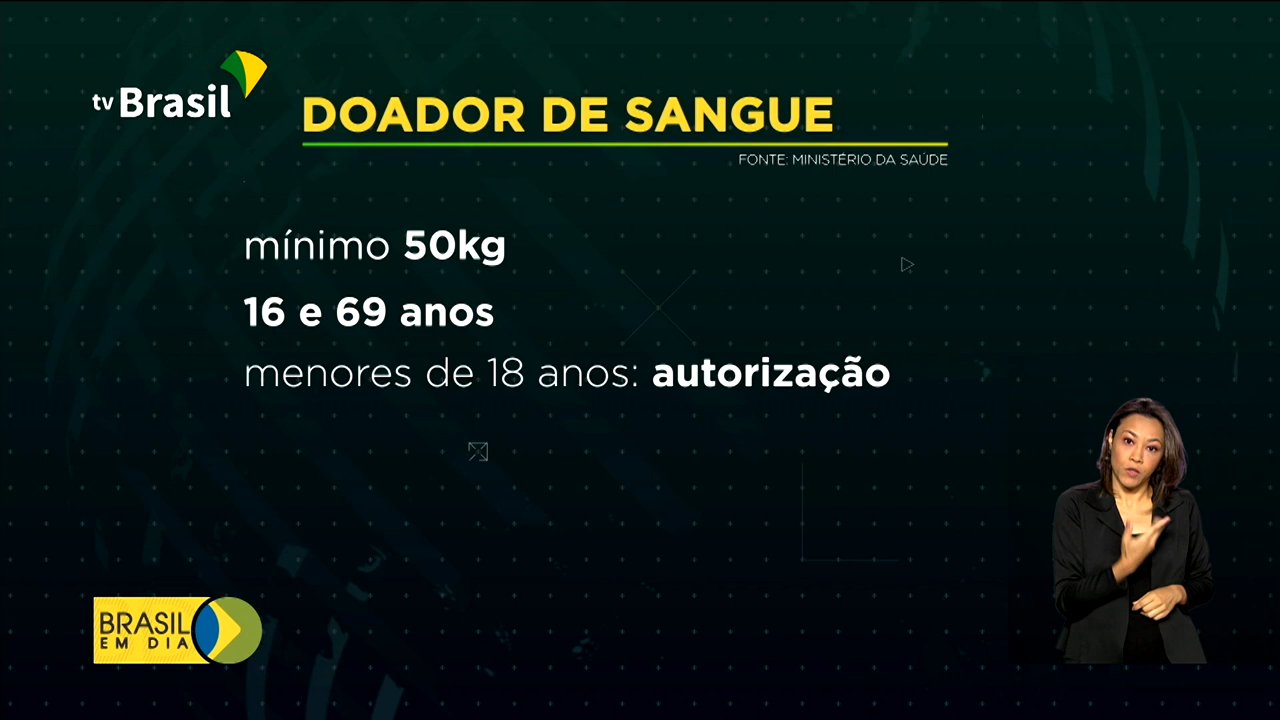 tv Brasil
DOADOR DE SANGUE
FONTE: MINISTÉRIO DA SAÚDE
mínimo 50kg
16 e 69 anos
menores de 18 anos: autorização
BRASIL
EM DIA